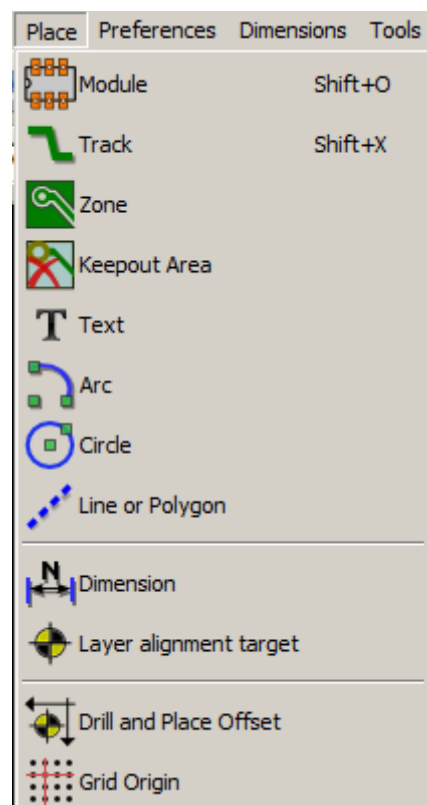 Place Preferences Dimensions Tools
Module Shift+O
Track Shift+X
Zone
Keepout Area
T Text
Arc
Circle
Line or Polygon
N Dimension
Layer alignment target
Drill and Place Offset
Grid Origin